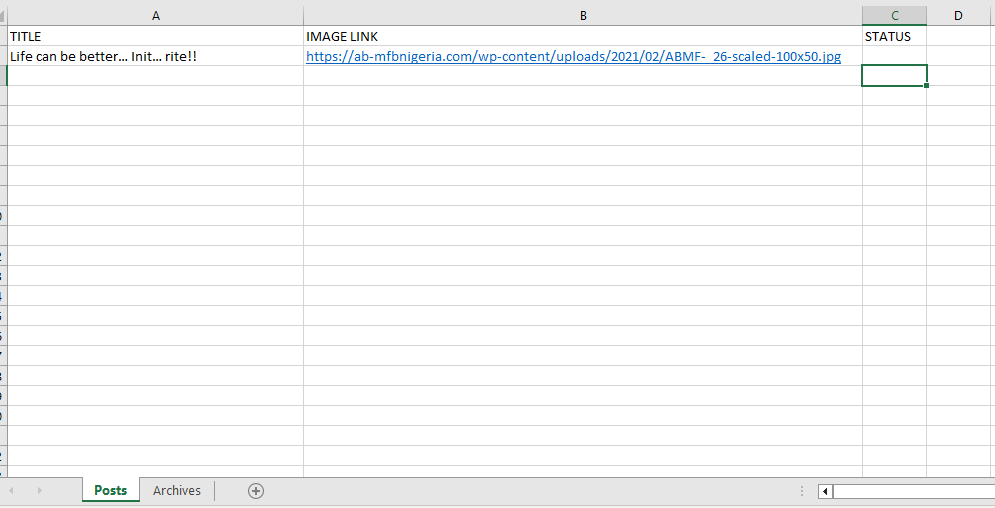 A B C D
TITLE IMAGE LINK STATUS
Life can be better... Init... rite!! https://ab-mfbnigeria.com/wp-content/uploads/2021/02/ABMF-_26-scaled-100x50.jpg
Posts Archives